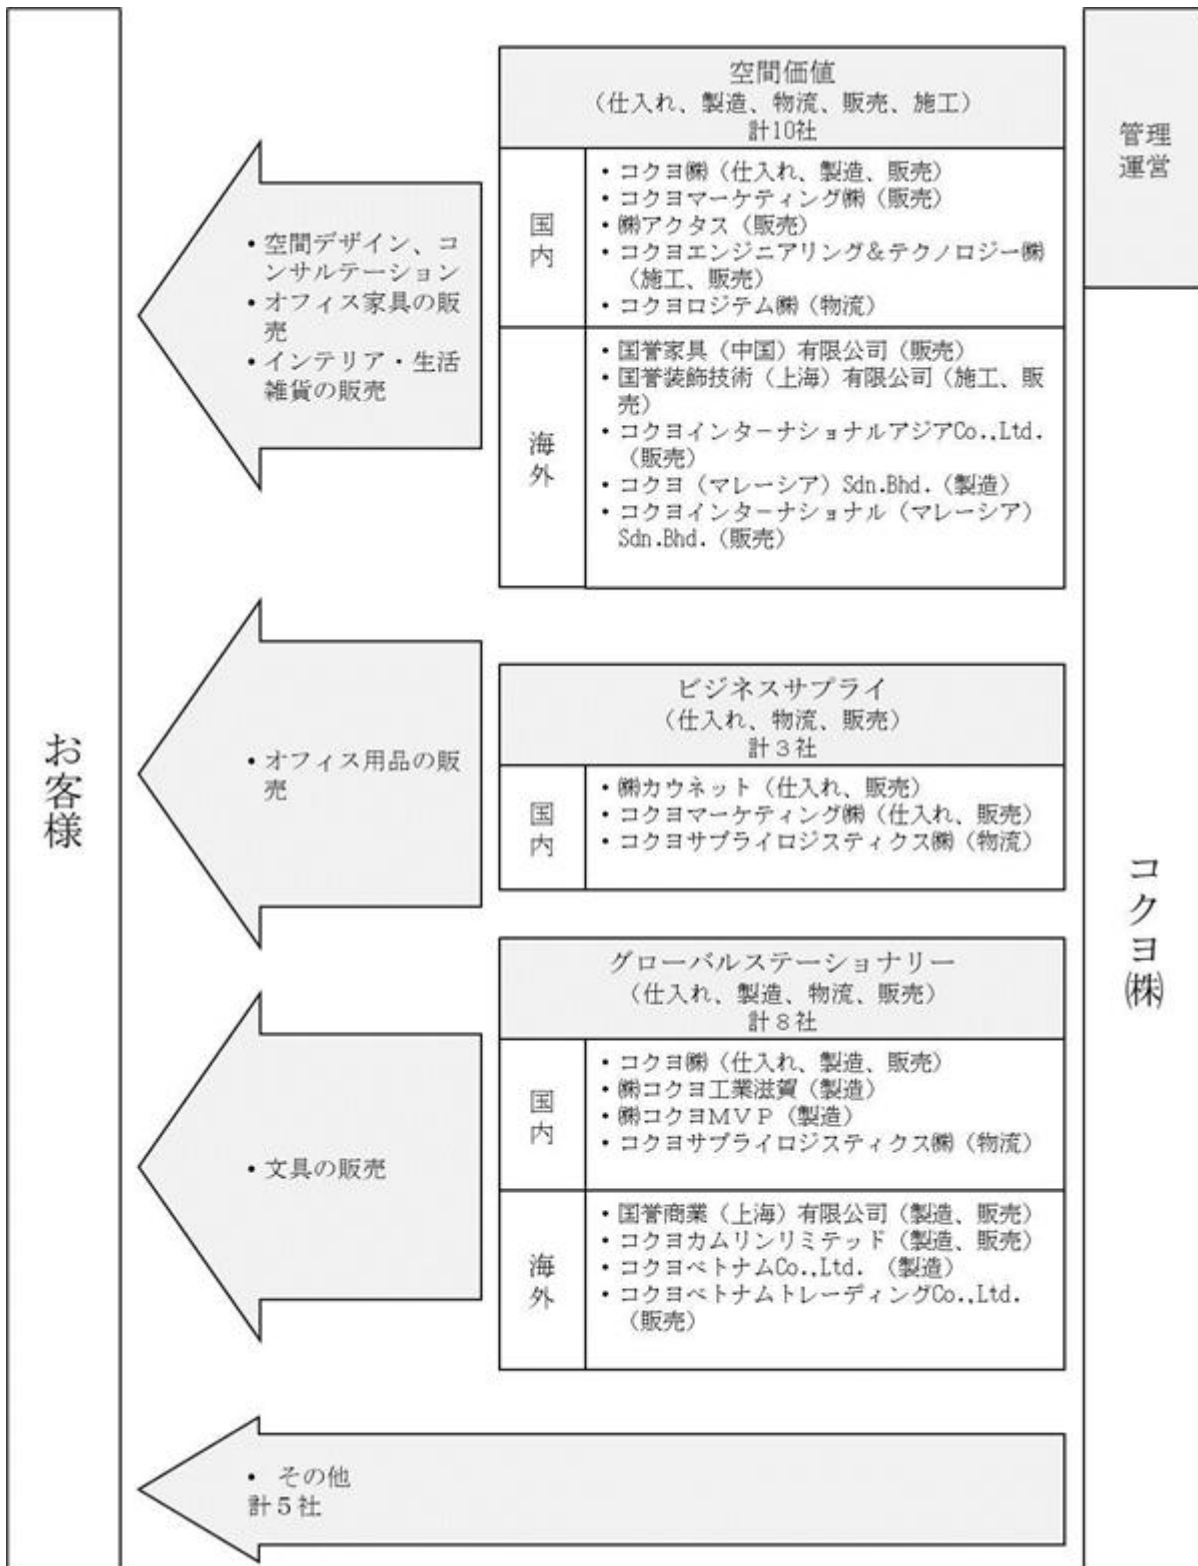 お客様
空間価値
（仕入れ、製造、物流、販売、施工）
計10社
国内
• コクヨ㈱（仕入れ、製造、販売）
• コクヨマーケティング㈱（販売）
• ㈱アクタス（販売）
• コクヨエンジニアリング＆テクノロジー㈱
（施工、販売）
• コクヨロジテム㈱（物流）
海外
• 国誉家具（中国）有限公司（販売）
• 国誉装飾技術（上海）有限公司（施工、販
売）
• コクヨインターナショナルアジアCo.,Ltd.
（販売）
• コクヨ（マレーシア）Sdn.Bhd.（製造）
• コクヨインターナショナル（マレーシア）
Sdn.Bhd.（販売）
• 空間デザイン、コ
ンサルテーション
• オフィス家具の販
売
• インテリア・生活
雑貨の販売
ビジネスサプライ
（仕入れ、物流、販売）
計３社
国内
• ㈱カウネット（仕入れ、販売）
• コクヨマーケティング㈱（仕入れ、販売）
• コクヨサプライロジスティクス㈱（物流）
• オフィス用品の販
売
グローバルステーショナリー
（仕入れ、製造、物流、販売）
計８社
国内
• コクヨ㈱（仕入れ、製造、販売）
• ㈱コクヨ工業滋賀（製造）
• ㈱コクヨＭＶＰ（製造）
• コクヨサプライロジスティクス㈱（物流）
海外
• 国誉商業（上海）有限公司（製造、販売）
• コクヨカムリンリミテッド（製造、販売）
• コクヨベトナムCo.,Ltd.（製造）
• コクヨベトナムトレーディングCo.,Ltd.
（販売）
• 文具の販売
• その他
計５社
管理
運営
コクヨ㈱